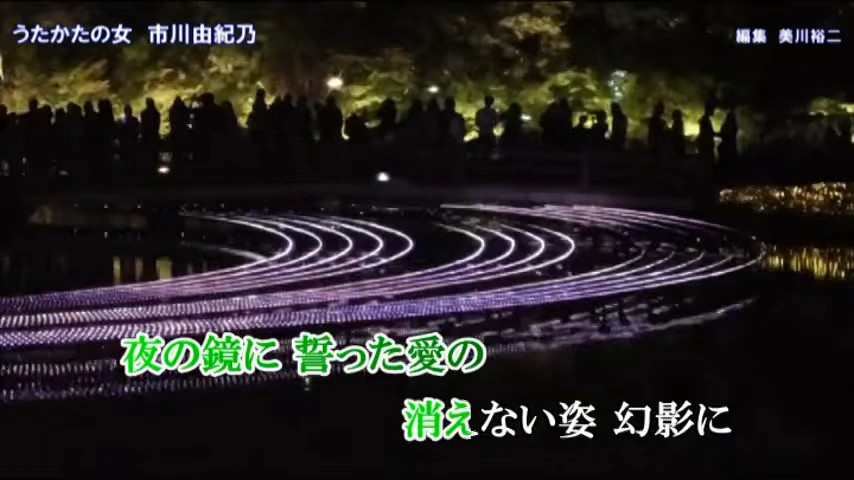 うたかたの女　市川由紀乃
編集　美川裕二
夜の鏡に 誓った愛の
消えない姿 幻影に